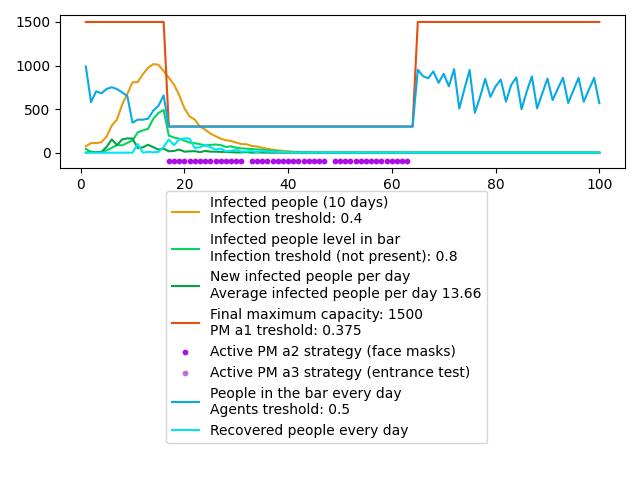 1500
1000
500
0
0 20 40 60 80 100
Infected people (10 days)
Infection treshold: 0.4
Infected people level in bar
Infection treshold (not present): 0.8
New infected people per day
Average infected people per day 13.66
Final maximum capacity: 1500
PM a1 treshold: 0.375
Active PM a2 strategy (face masks)
Active PM a3 strategy (entrance test)
People in the bar every day
Agents treshold: 0.5
Recovered people every day